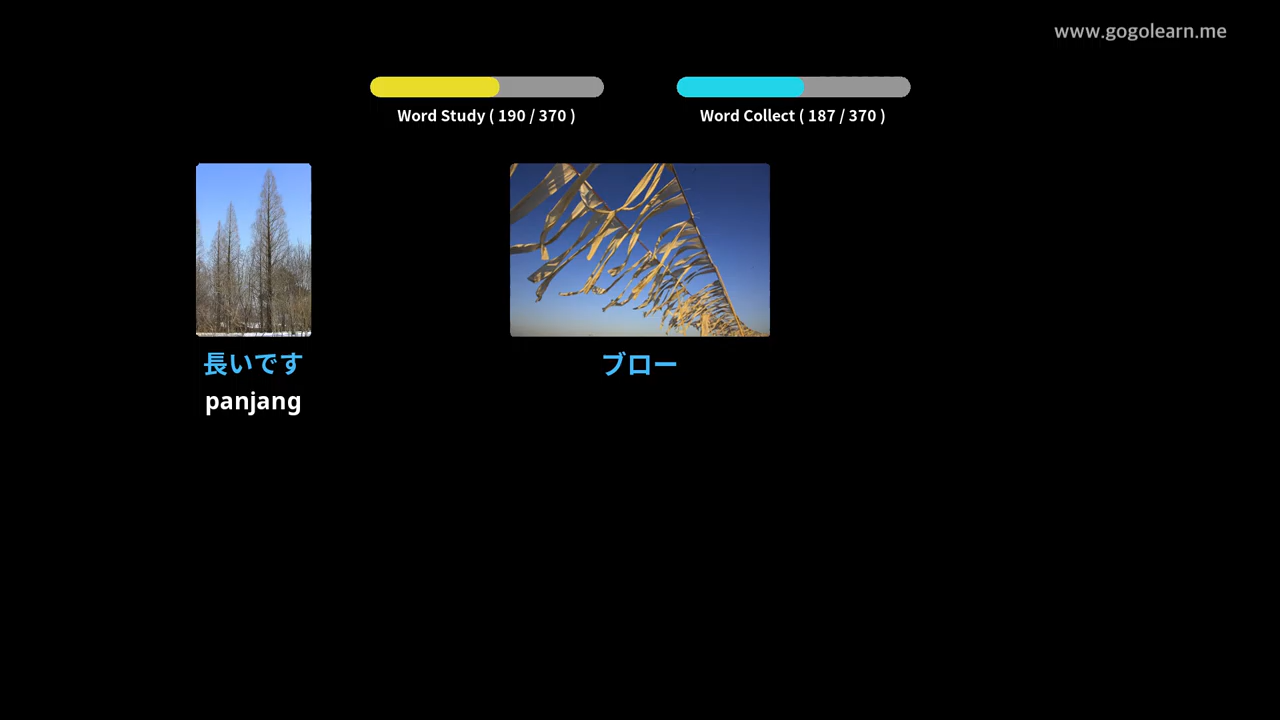 www.gogolearn.me
Word Study ( 190 / 370 )
Word Collect ( 187 / 370 )
長いです
panjang
ブロー